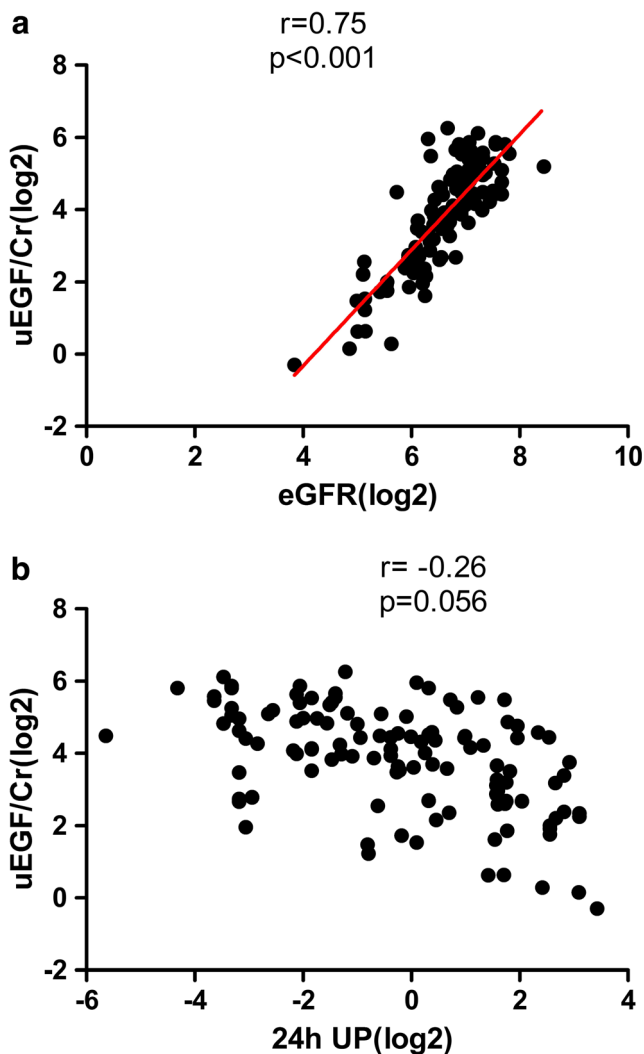 a
r=0.75
p<0.001
8
6
4
2
0
-2
uEGF/Cr(log2)
0 2 4 6 8 10
eGFR(log2)
b
r= -0.26
p=0.056
8
6
4
2
0
-2
uEGF/Cr(log2)
-6 -4 -2 0 2 4
24h UP(log2)